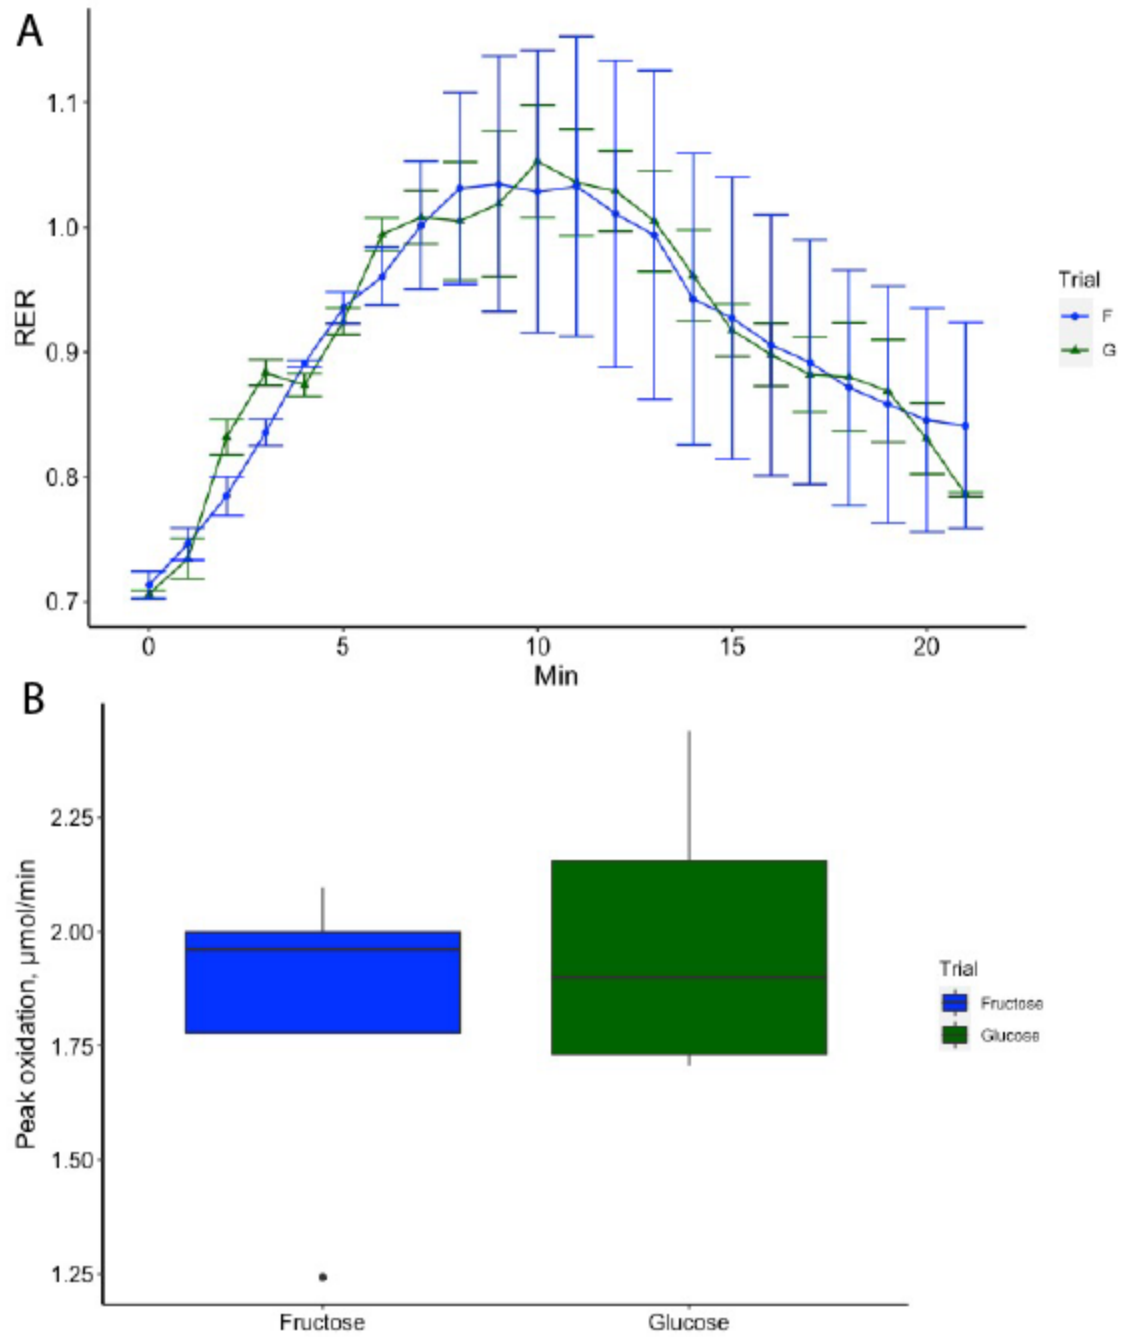 A
RER
1.1
1.0
0.9
0.8
0.7
0 5 10 15 20
Min
Trial
F
G
B
Peak oxidation, μmol/min
2.25
2.00
1.75
1.50
1.25
Fructose Glucose
Trial
Fructose
Glucose